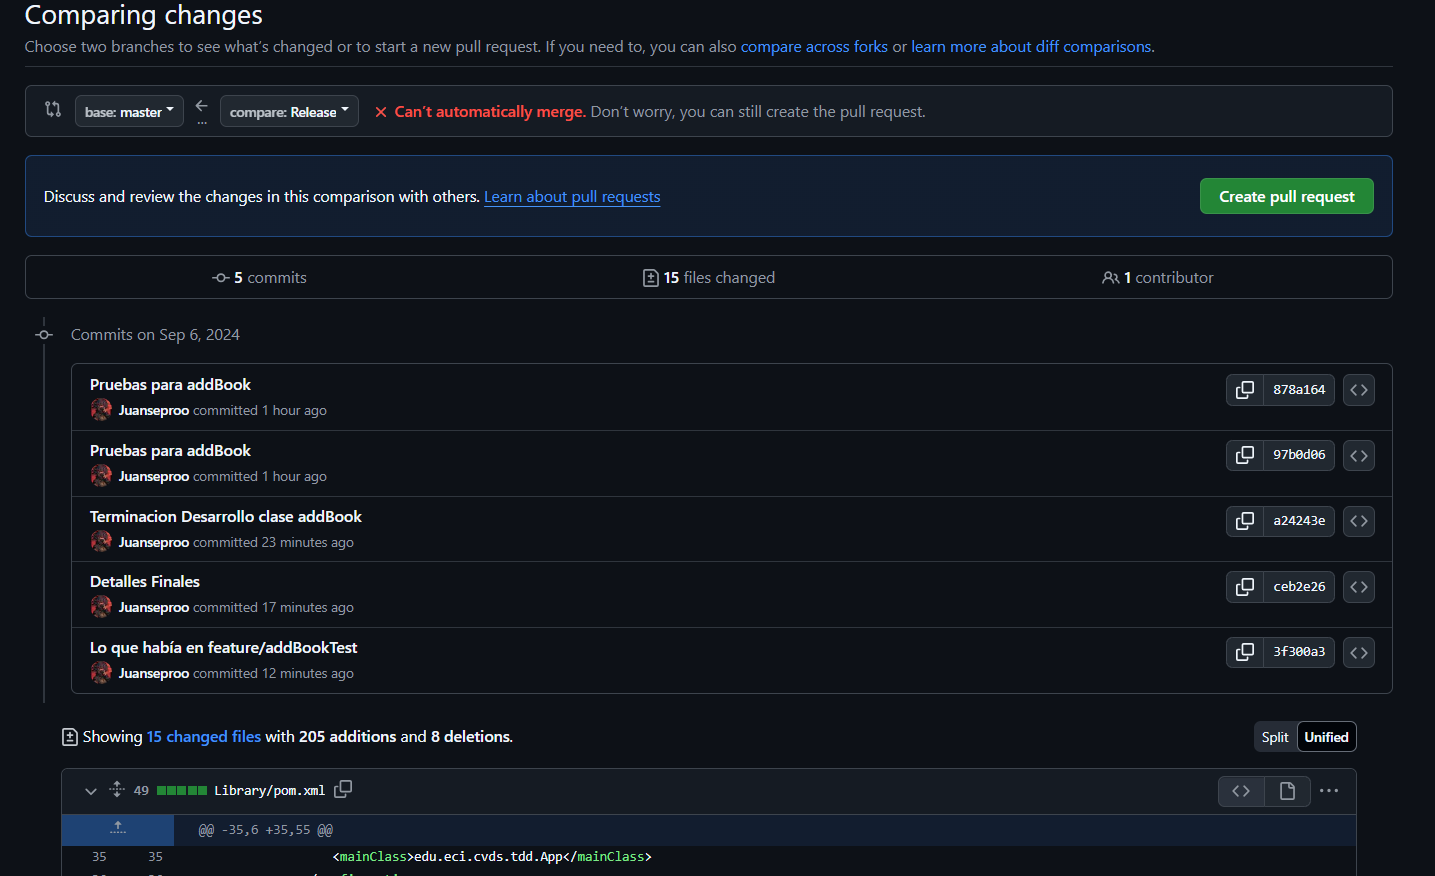 Comparing changes
Choose two branches to see what's changed or to start a new pull request. If you need to, you can also compare across forks or learn more about diff comparisons.
base: master
...
compare: Release
Can't automatically merge. Don't worry, you can still create the pull request.
Discuss and review the changes in this comparison with others. Learn about pull requests
Create pull request
5 commits
15 files changed
1 contributor
Commits on Sep 6, 2024
Pruebas para addBook
878a164
Juanseproo committed 1 hour ago
Pruebas para addBook
97b0d06
Juanseproo committed 1 hour ago
Terminacion Desarrollo clase addBook
a24243e
Juanseproo committed 23 minutes ago
Detalles Finales
ceb2e26
Juanseproo committed 17 minutes ago
Lo que había en feature/addBookTest
3f300a3
Juanseproo committed 12 minutes ago
Showing 15 changed files with 205 additions and 8 deletions.
Split
Unified
49
Library/pom.xml
@@ -35,6 +35,55 @@
35 35 <mainClass>edu.eci.cvds.tdd.App</mainClass>